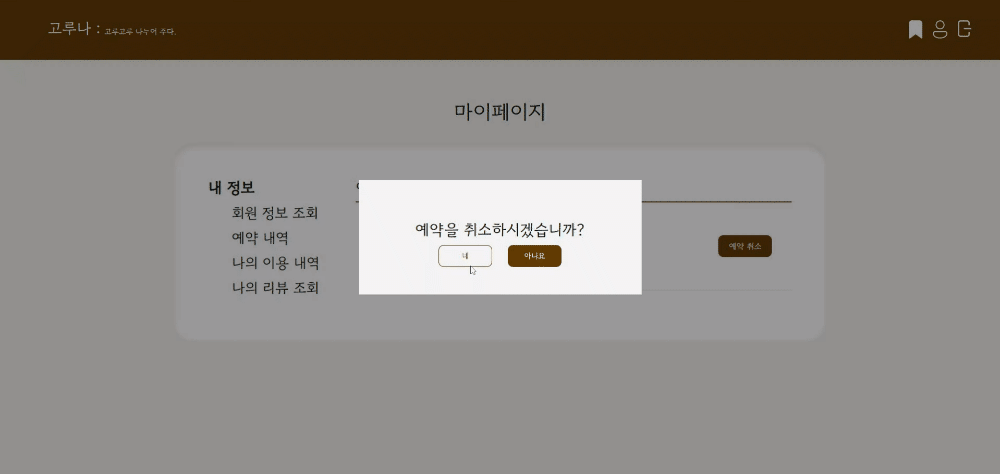 고루나 : 고루고루 나누어 주다.
마이페이지
내 정보
회원 정보 조회
예약 내역
나의 이용 내역
나의 리뷰 조회
예약을 취소하시겠습니까?
네
아니요
예약 취소